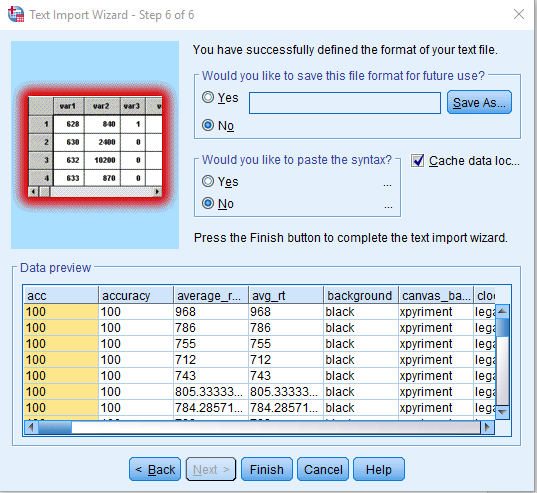 Text Import Wizard - Step 6 of 6
You have successfully defined the format of your text file.
Would you like to save this file format for future use?
Yes
Save As...
No
Would you like to paste the syntax?
Cache data loc...
Yes ...
No ...
Press the Finish button to complete the text import wizard.
var1 var2 var3 v
1 628 840 1
2 630 2400 0
3 632 10200 0
4 633 870 0
Data preview
acc accuracy average_r... avg_rt background canvas_ba... clo
100 100 968 968 black xpyriment lega
100 100 786 786 black xpyriment lega
100 100 755 755 black xpyriment lega
100 100 712 712 black xpyriment lega
100 100 743 743 black xpyriment lega
100 100 805.33333... 805.33333... black xpyriment lega
100 100 784.28571... 784.28571... black xpyriment lega
< Back Next > Finish Cancel Help